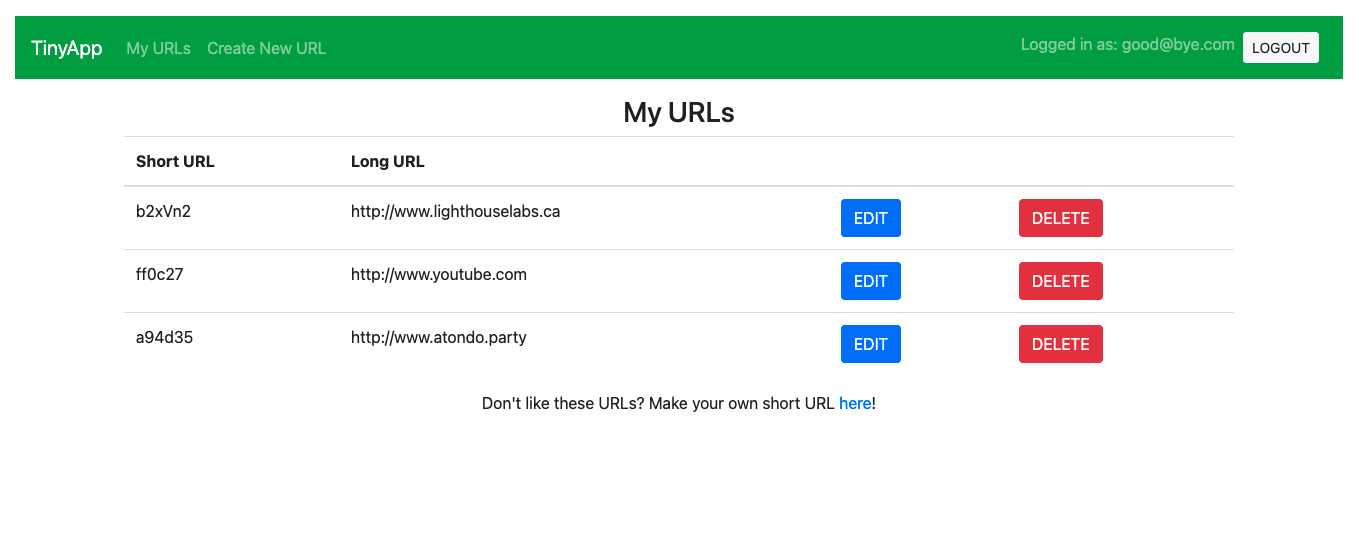 TinyApp My URLs Create New URL Logged in as: good@bye.com LOGOUT
My URLs
Short URL Long URL
b2xVn2 http://www.lighthouselabs.ca EDIT DELETE
ff0c27 http://www.youtube.com EDIT DELETE
a94d35 http://www.atondo.party EDIT DELETE
Don't like these URLs? Make your own short URL here!